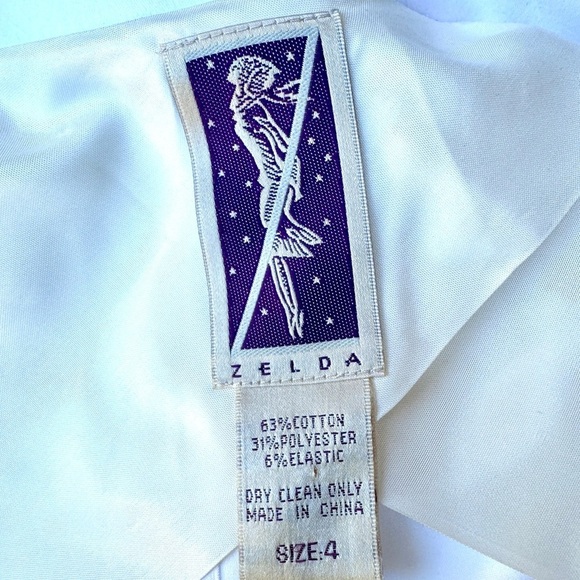 ZELDA
63%COTTON
31%POLYESTER
6%ELASTIC
DRY CLEAN ONLY
MADE IN CHINA
SIZE:4